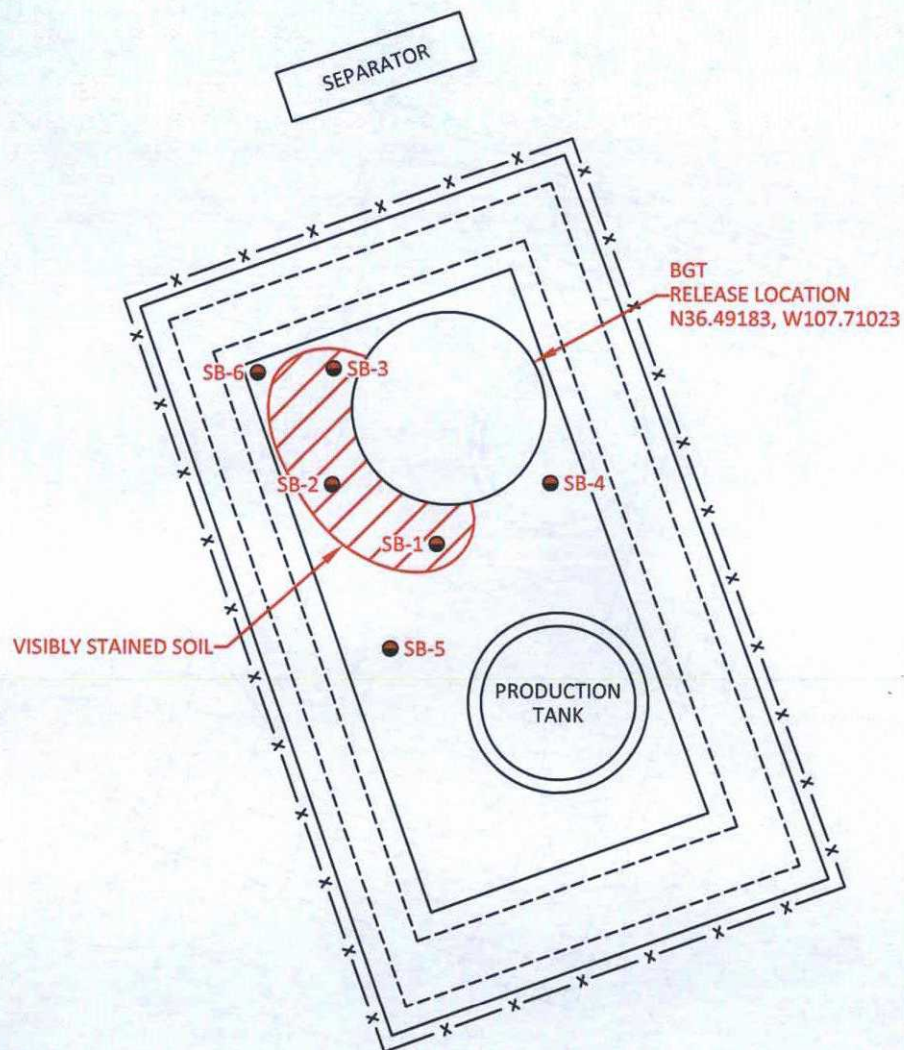 SEPARATOR
BGT
RELEASE LOCATION
N36.49183, W107.71023
SB-6
SB-3
SB-2
SB-4
SB-1
VISIBLY STAINED SOIL
SB-5
PRODUCTION
TANK